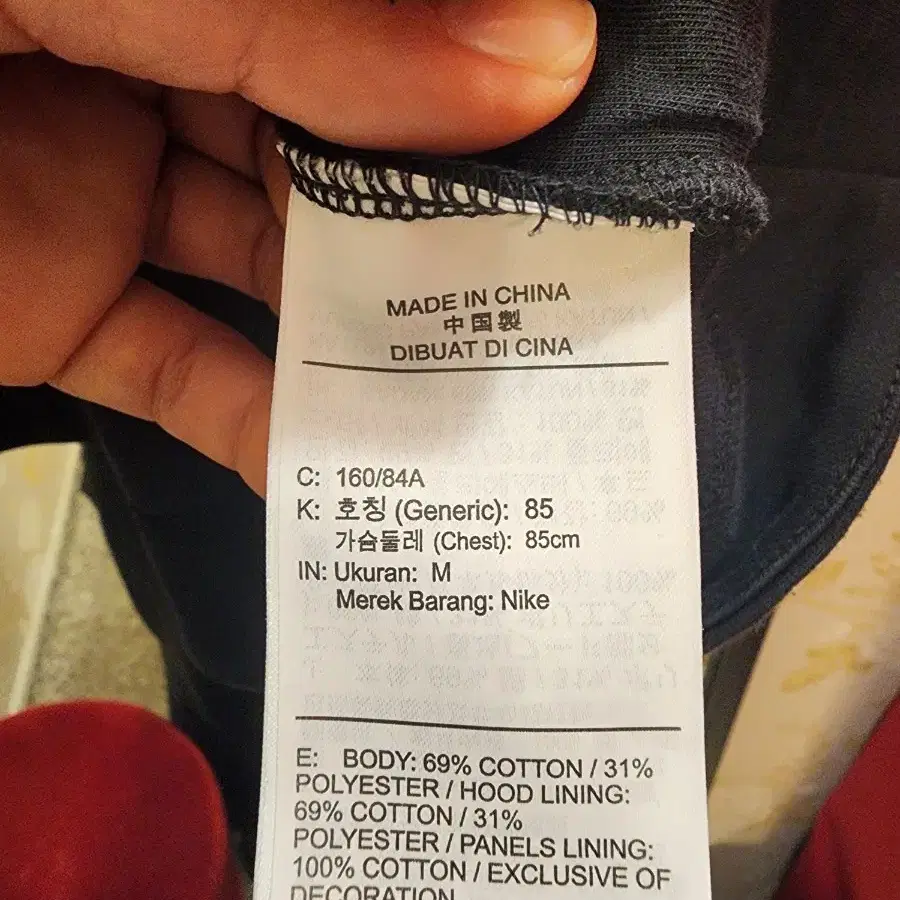 MADE IN CHINA
中国製
DIBUAT DI CINA
C: 160/84A
K: 호칭 (Generic): 85
가슴둘레 (Chest): 85cm
IN: Ukuran: M
Merek Barang: Nike
E: BODY: 69% COTTON / 31%
POLYESTER / HOOD LINING:
69% COTTON / 31%
POLYESTER / PANELS LINING:
100% COTTON / EXCLUSIVE OF
DECORATION